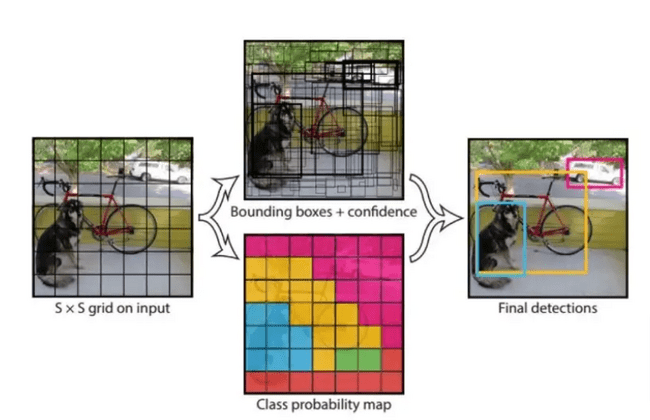 Bounding boxes + confidence
S × S grid on input
Final detections
Class probability map